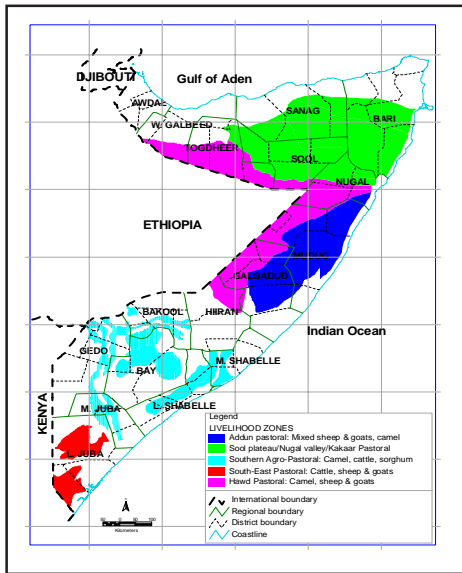 DJIBOUTI
Gulf of Aden
AWDAL
SANAG
BARI
W. GALBEED
TOGDHEER
SOOL
NUGAL
ETHIOPIA
MUDUG
GALGADUD
BAKOOL
HIIRAN
Indian Ocean
GEDO
BAY
M. SHABELLE
KENYA
M. JUBA
L. SHABELLE
L. JUBA
Legend
LIVELIHOOD ZONES
Addun pastoral: Mixed sheep & goats, camel
Sool plateau/Nugal valley/Kakaar Pastoral
Southern Agro-Pastoral: Camel, cattle, sorghum
South-East Pastoral: Cattle, sheep & goats
Hawd Pastoral: Camel, sheep & goats
International boundary
Regional boundary
District boundary
Coastline
N
Kilometers